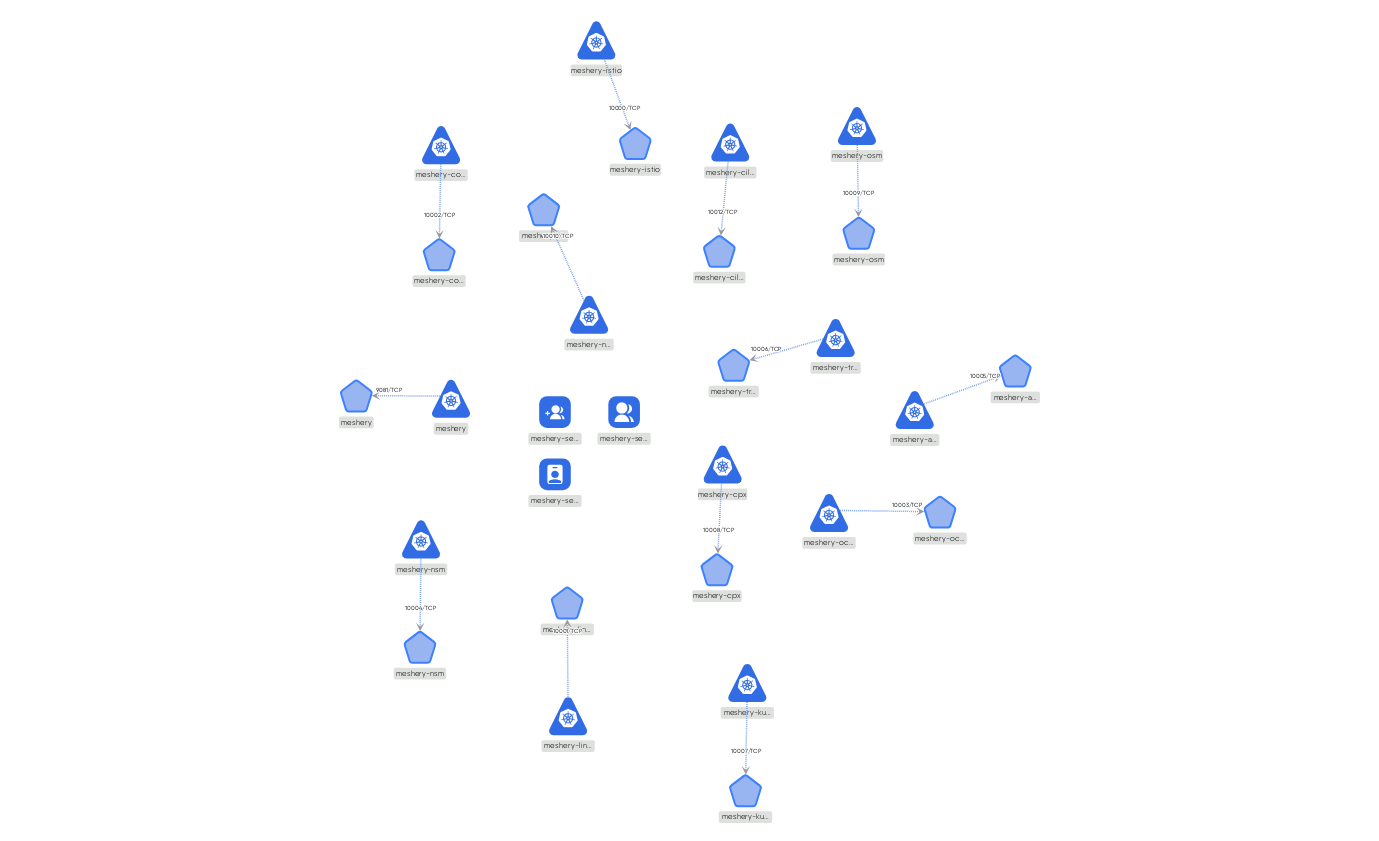 meshery-istio
10000/TCP
meshery-istio
meshery-co...
10002/TCP
meshery-co...
meshery-cil...
10012/TCP
meshery-cil...
meshery-osm
10009/TCP
meshery-osm
10010/TCP
meshery-n...
10006/TCP
meshery-tr...
meshery-tr...
10005/TCP
meshery-a...
meshery-a...
9081/TCP
meshery
meshery
meshery-se...
meshery-se...
meshery-se...
meshery-cpx
10008/TCP
meshery-cpx
10003/TCP
meshery-oc...
meshery-oc...
meshery-nsm
10004/TCP
meshery-nsm
10001/TCP
meshery-lin...
meshery-ku...
10007/TCP
meshery-ku...